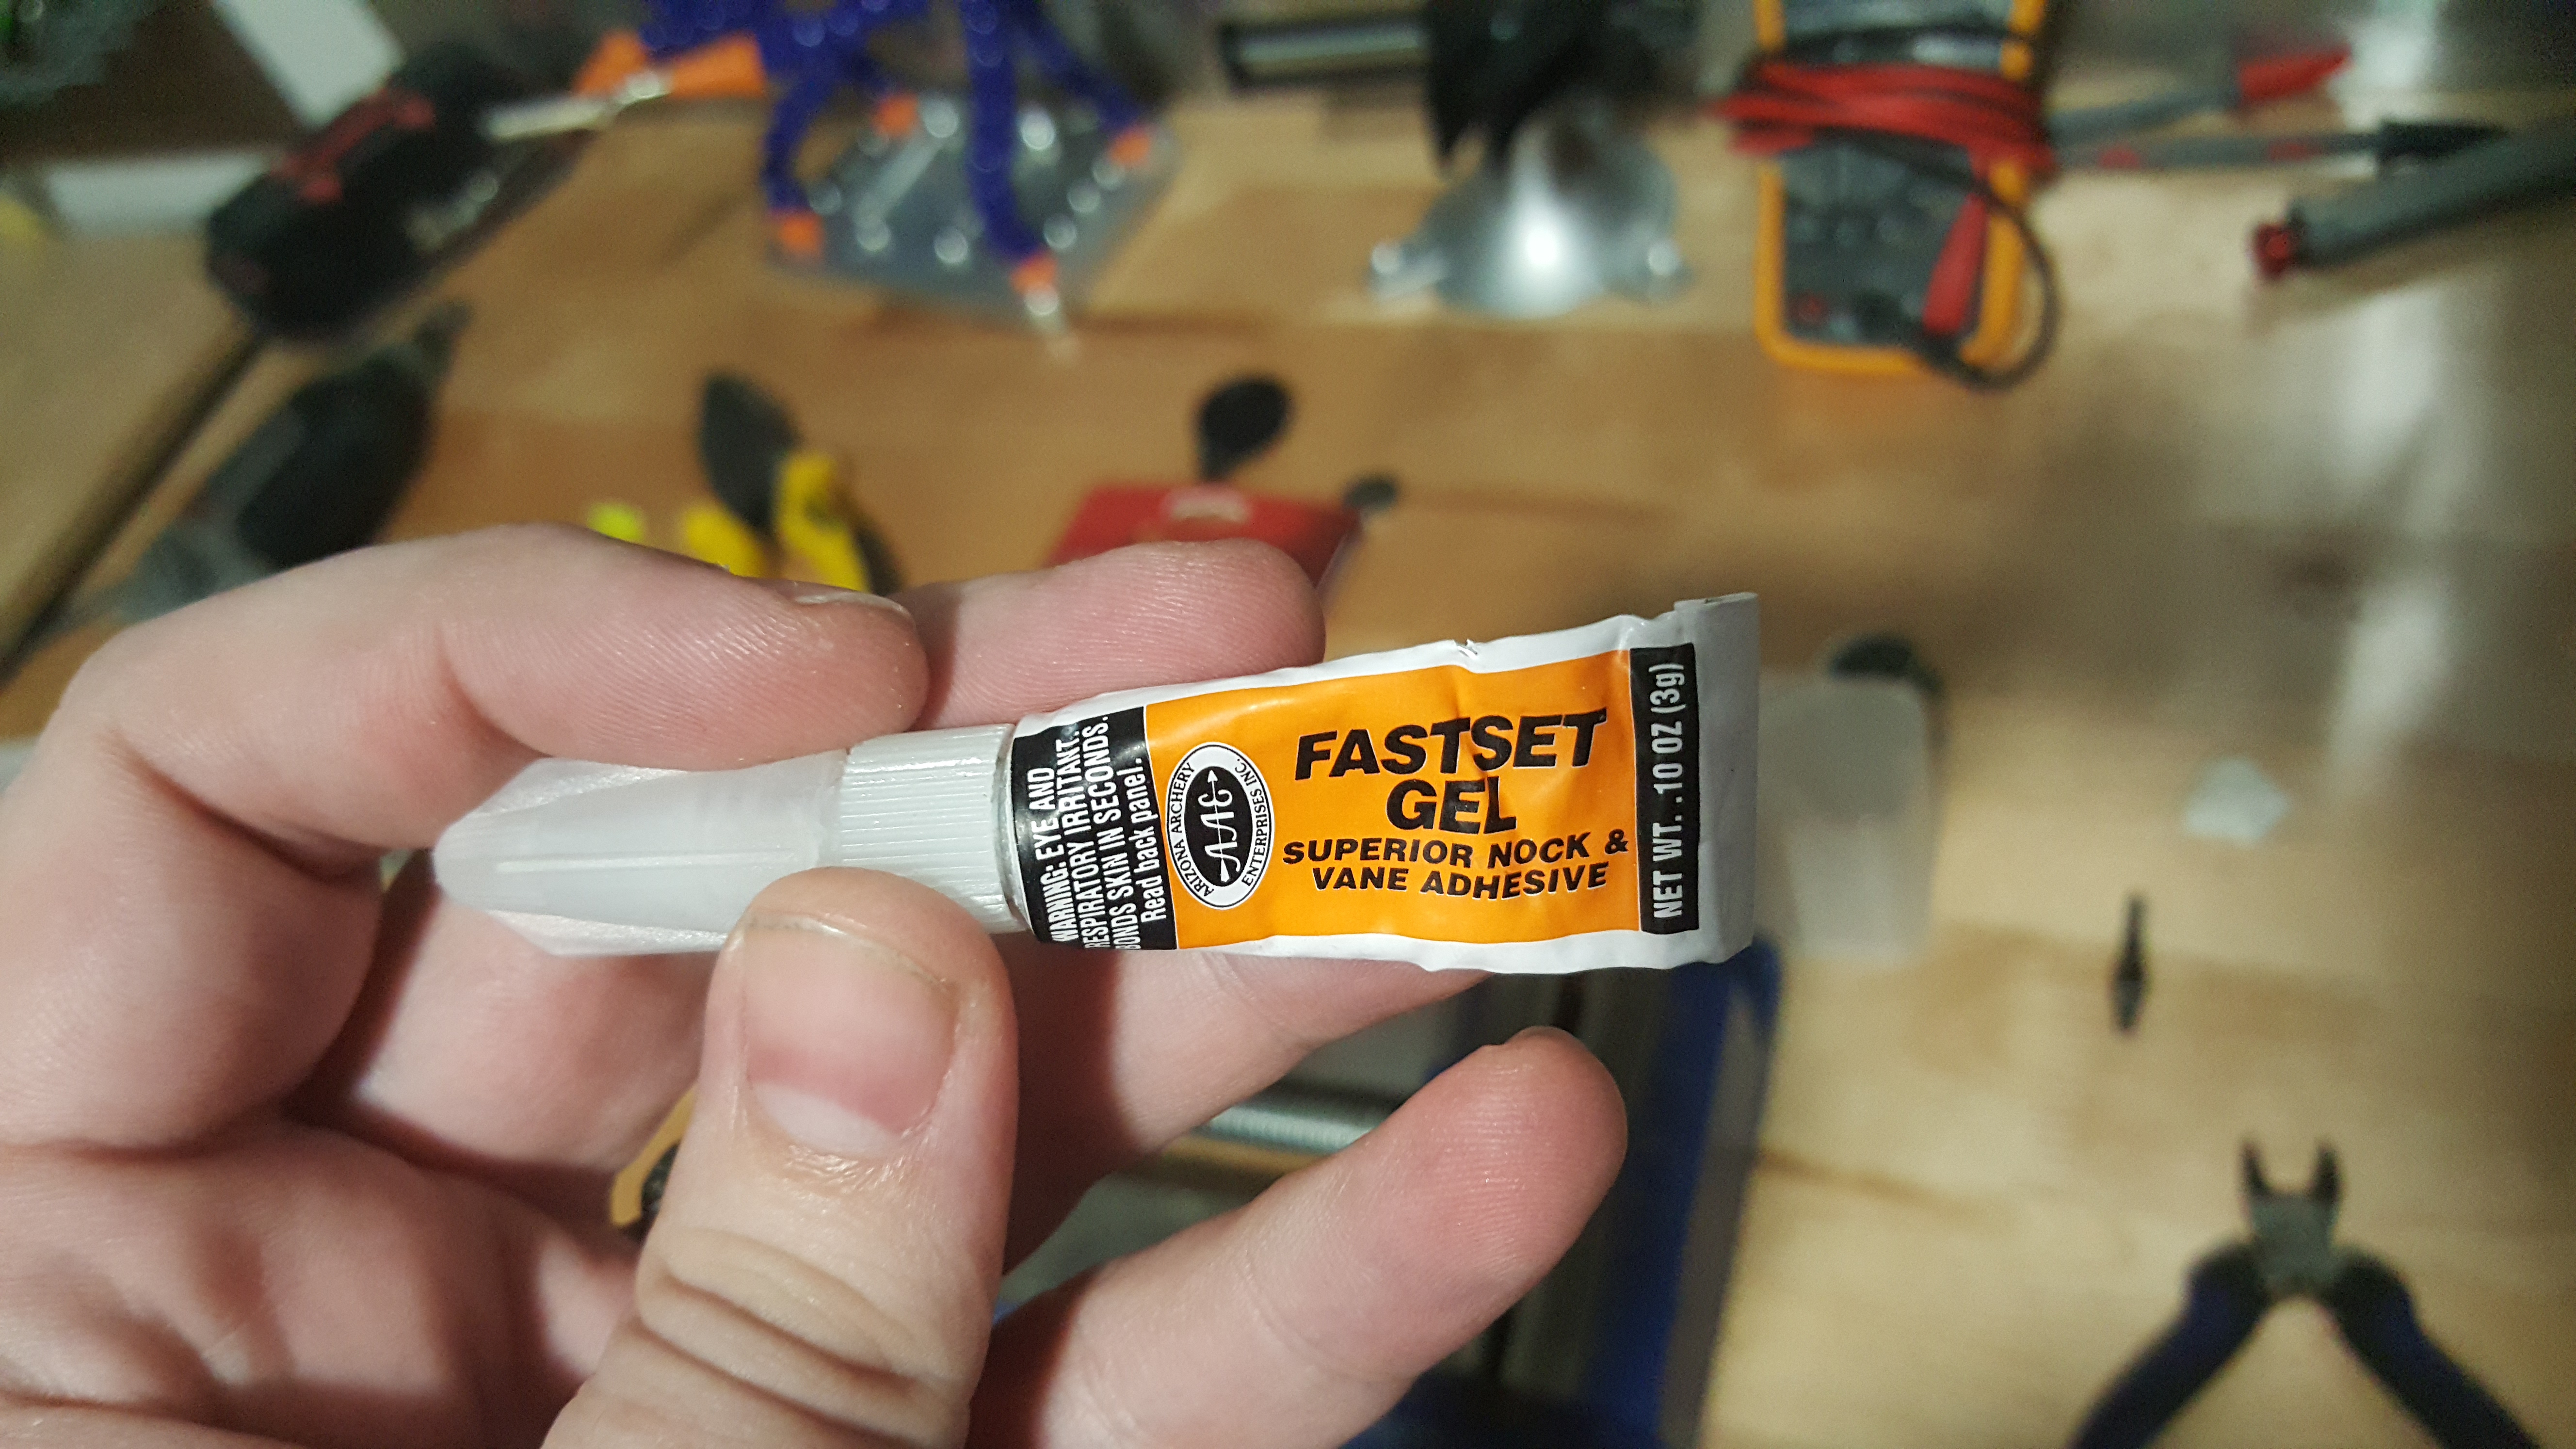 WARNING: EYE AND
RESPIRATORY IRRITANT.
BONDS SKIN IN SECONDS.
Read back panel.
ARIZONA ARCHERY
AAE
ENTERPRISES INC.
FASTSET
GEL
SUPERIOR NOCK &
VANE ADHESIVE
NET WT. .10 OZ (3g)